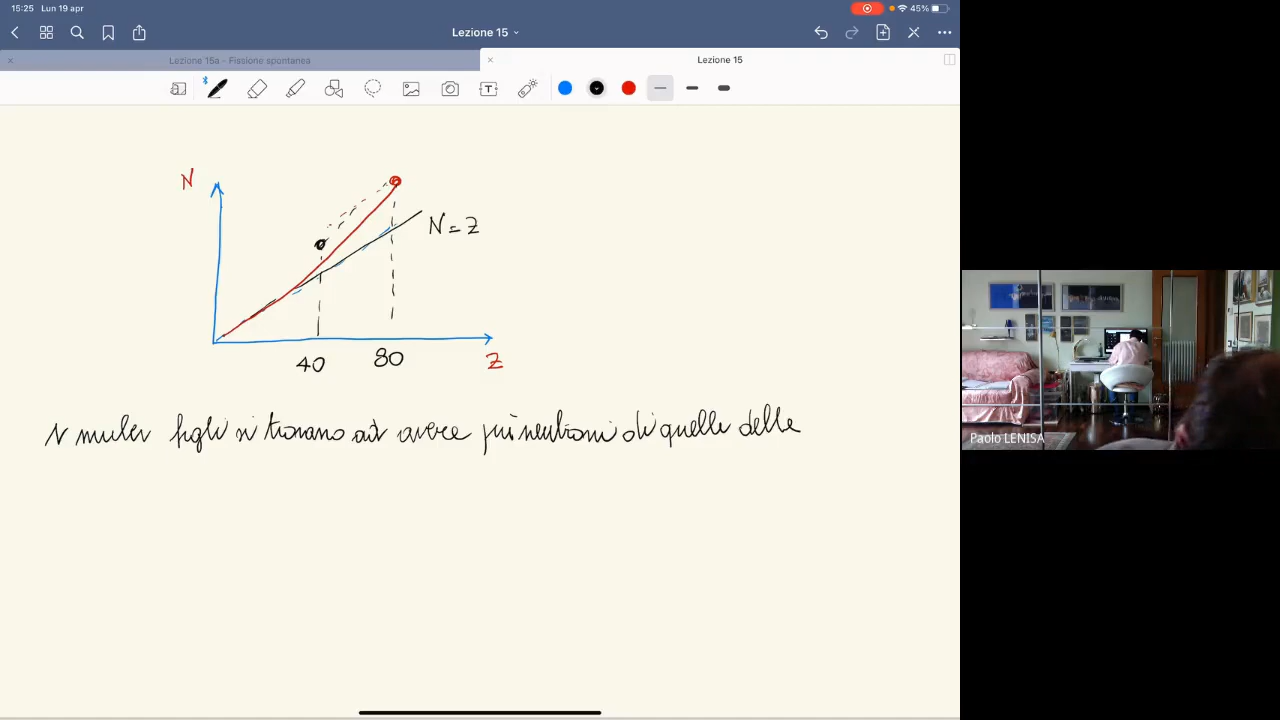 15:25 Lun 19 apr
45%
Lezione 15
Lezione 15a - Fissione spontanea
Lezione 15
N
N = Z
40
80
Z
nuclei figli si trovano ad avere più neutroni di quelle delle
Paolo LENISA